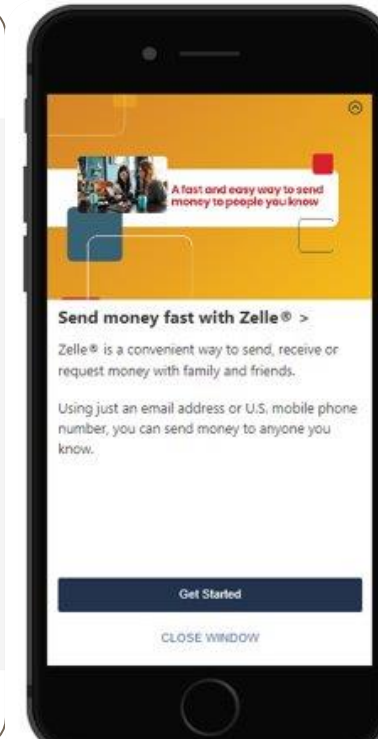 A fast and easy way to send
money to people you know
Send money fast with Zelle® >
Zelle® is a convenient way to send, receive or
request money with family and friends.
Using just an email address or U.S. mobile phone
number, you can send money to anyone you
know.
Get Started
CLOSE WINDOW